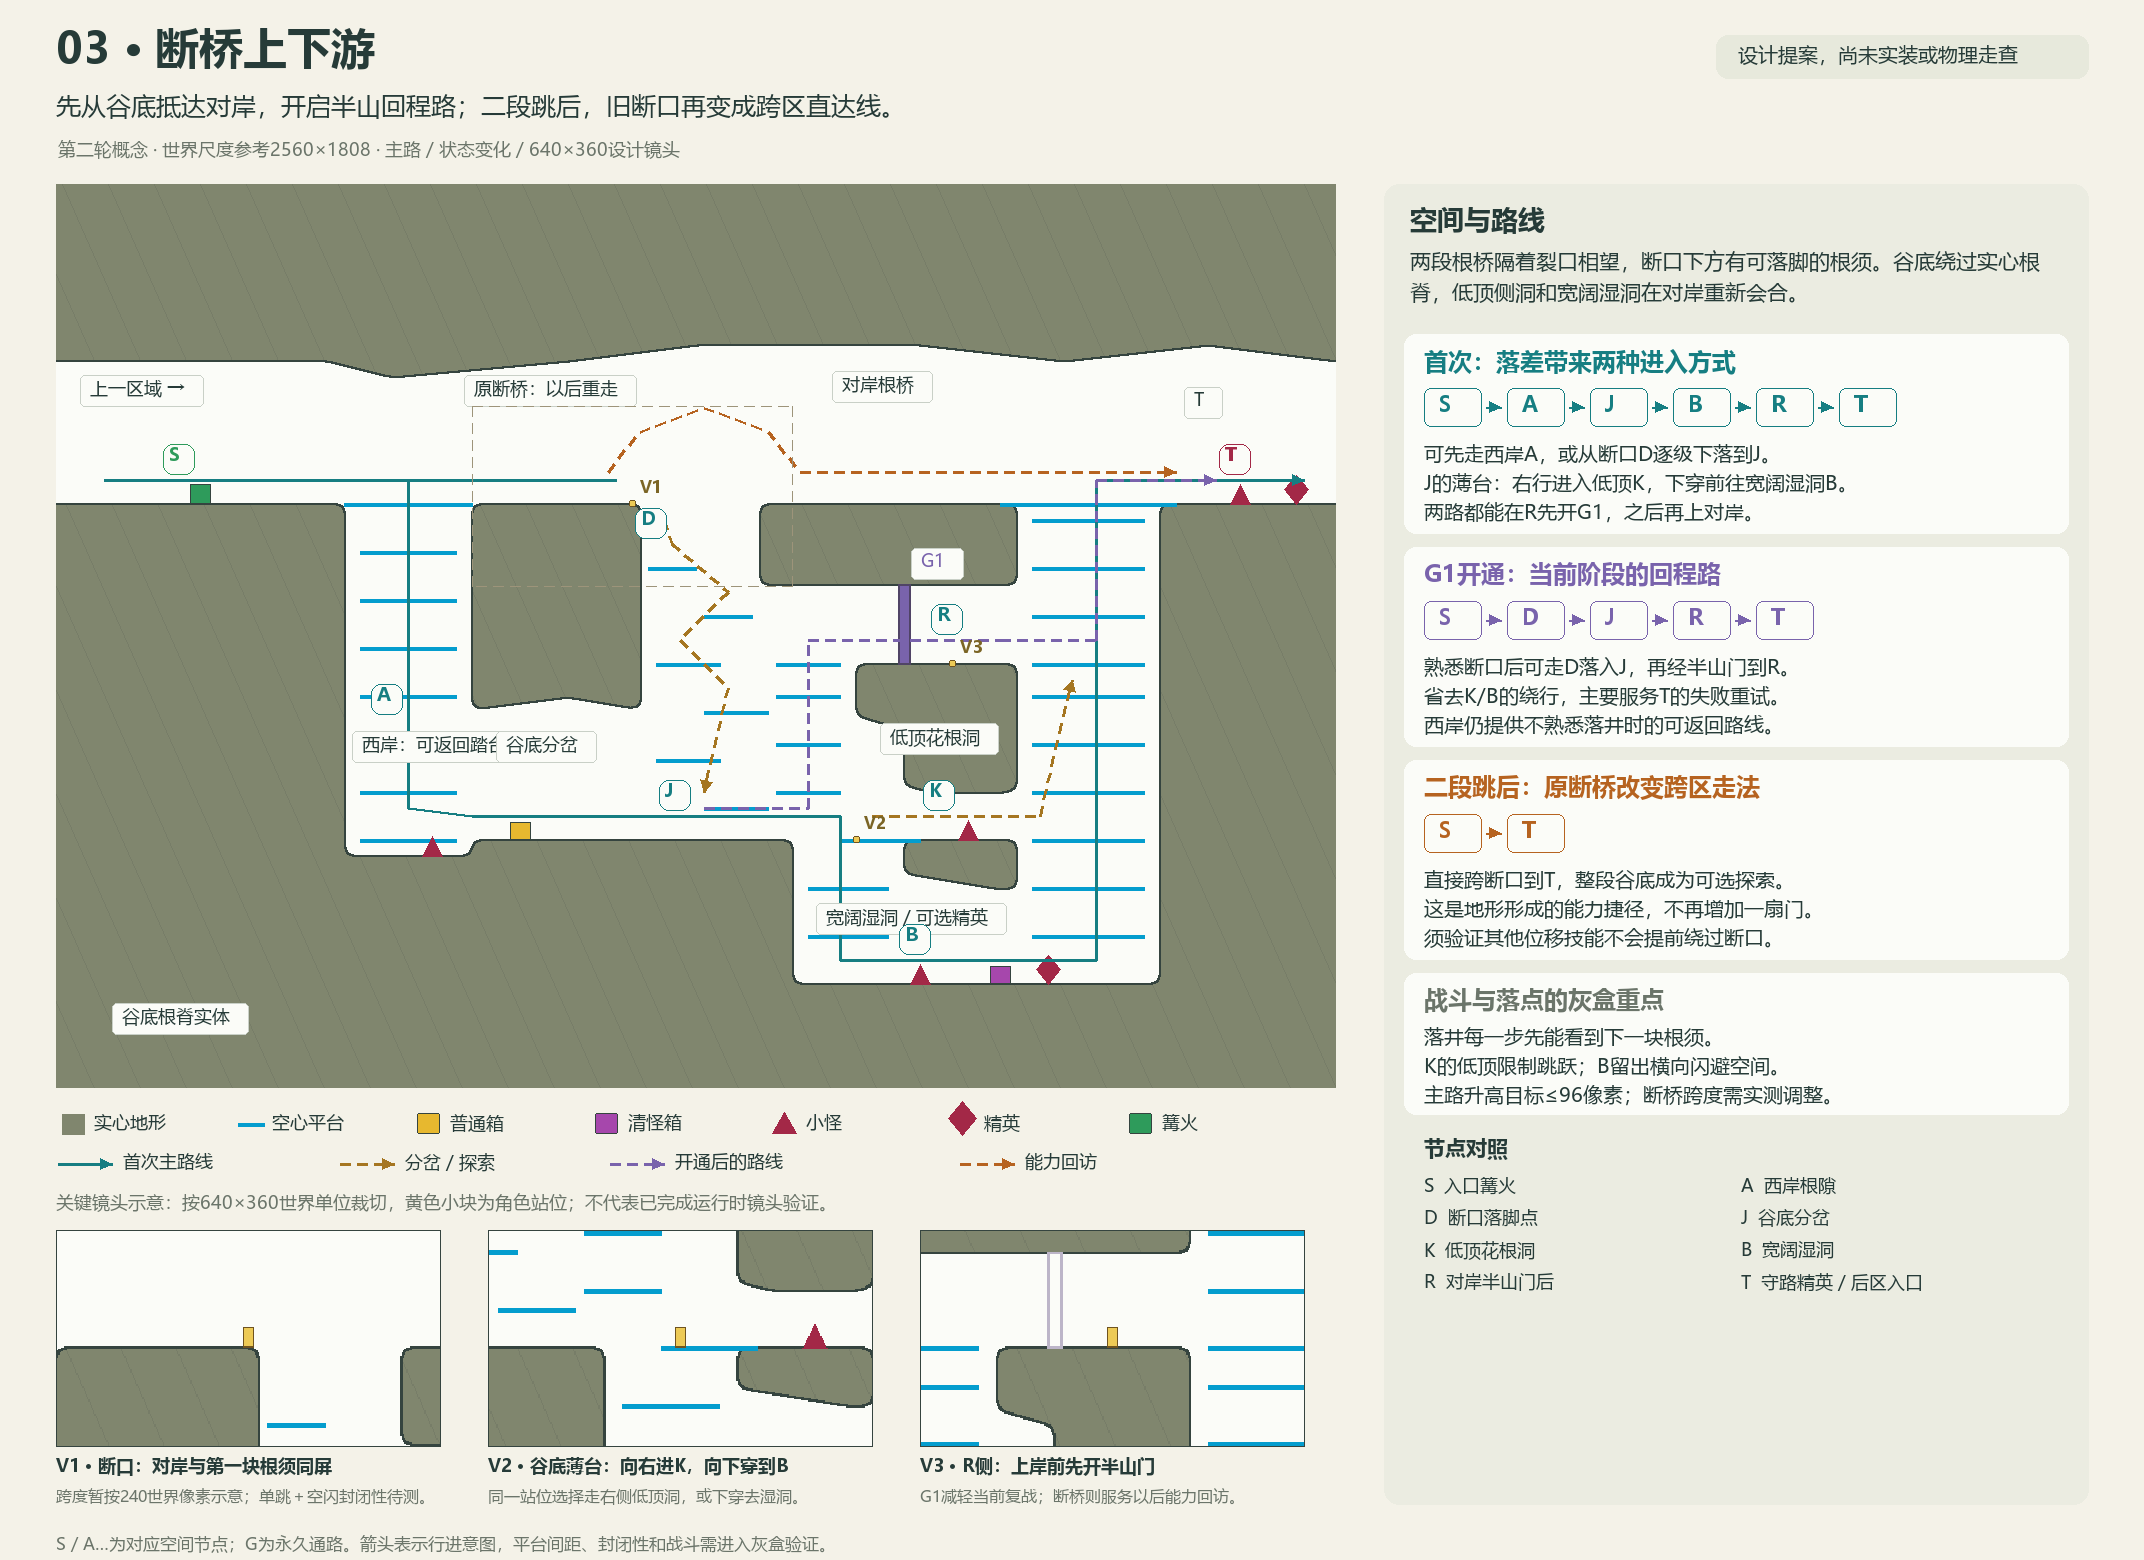 03 • 断桥上下游
设计提案，尚未实装或物理走查
先从谷底抵达对岸，开启半山回程路；二段跳后，旧断口再变成跨区直达线。
第二轮概念 · 世界尺度参考2560×1808 · 主路 / 状态变化 / 640×360设计镜头
上一区域 →
原断桥：以后重走
对岸根桥
T
S
T
V1
D
G1
R
V3
A
西岸：可返回踏台
谷底分岔
低顶花根洞
J
K
V2
宽阔湿洞 / 可选精英
B
谷底根脊实体
实心地形
空心平台
普通箱
清怪箱
小怪
精英
篝火
首次主路线
分岔 / 探索
开通后的路线
能力回访
关键镜头示意：按640×360世界单位裁切，黄色小块为角色站位；不代表已完成运行时镜头验证。
V1 • 断口：对岸与第一块根须同屏
跨度暂按240世界像素示意；单跳 + 空闪封闭性待测。
V2 • 谷底薄台：向右进K，向下穿到B
同一站位选择走右侧低顶洞，或下穿去湿洞。
V3 • R侧：上岸前先开半山门
G1减轻当前复战；断桥则服务以后能力回访。
S / A...为对应空间节点；G为永久通路。箭头表示行进意图，平台间距、封闭性和战斗需进入灰盒验证。
空间与路线
两段根桥隔着裂口相望，断口下方有可落脚的根须。谷底绕过实心根
脊，低顶侧洞和宽阔湿洞在对岸重新会合。
首次：落差带来两种进入方式
S A J B R T
可先走西岸A，或从断口D逐级下落到J。
J的薄台：右行进入低顶K，下穿前往宽阔湿洞B。
两路都能在R先开G1，之后再上对岸。
G1开通：当前阶段的回程路
S D J R T
熟悉断口后可走D落入J，再经半山门到R。
省去K/B的绕行，主要服务T的失败重试。
西岸仍提供不熟悉落井时的可返回路线。
二段跳后：原断桥改变跨区走法
S T
直接跨断口到T，整段谷底成为可选探索。
这是地形形成的能力捷径，不再增加一扇门。
须验证其他位移技能不会提前绕过断口。
战斗与落点的灰盒重点
落井每一步先能看到下一块根须。
K的低顶限制跳跃；B留出横向闪避空间。
主路升高目标≤96像素；断桥跨度需实测调整。
节点对照
S 入口篝火
A 西岸根隙
D 断口落脚点
J 谷底分岔
K 低顶花根洞
B 宽阔湿洞
R 对岸半山门后
T 守路精英 / 后区入口